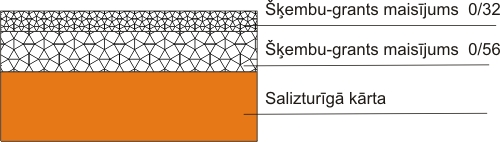 Šķembu-grants maisījums 0/32
Šķembu-grants maisījums 0/56
Salizturīgā kārta